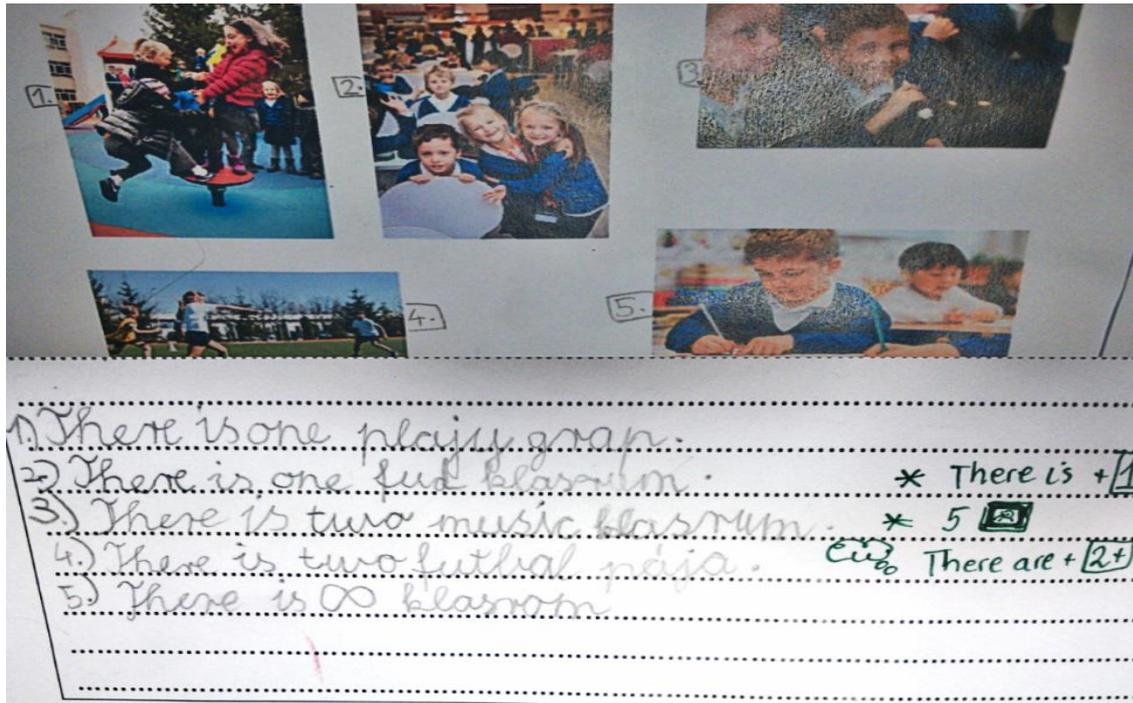 1.
2.
3.
4.
5.
1.) There is one plajy grap.
2.) There is one fud klasrum. * There is + 1
3.) There is two music klasrum. * 5
4.) There is two futbal paja. There are + 2+
5.) There is ∞ klasrom